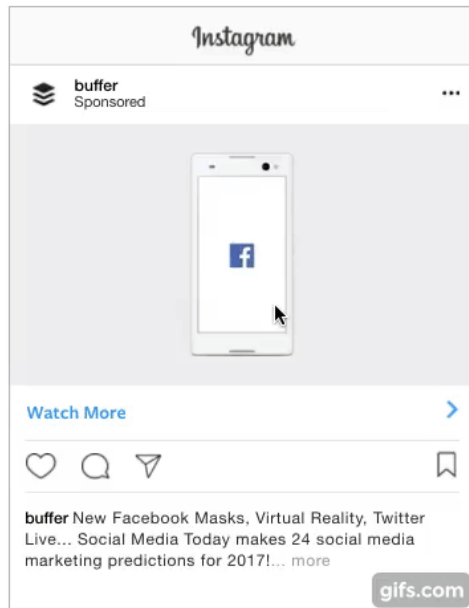 Instagram
buffer
Sponsored
Watch More
buffer New Facebook Masks, Virtual Reality, Twitter
Live... Social Media Today makes 24 social media
marketing predictions for 2017!... more
gifs.com